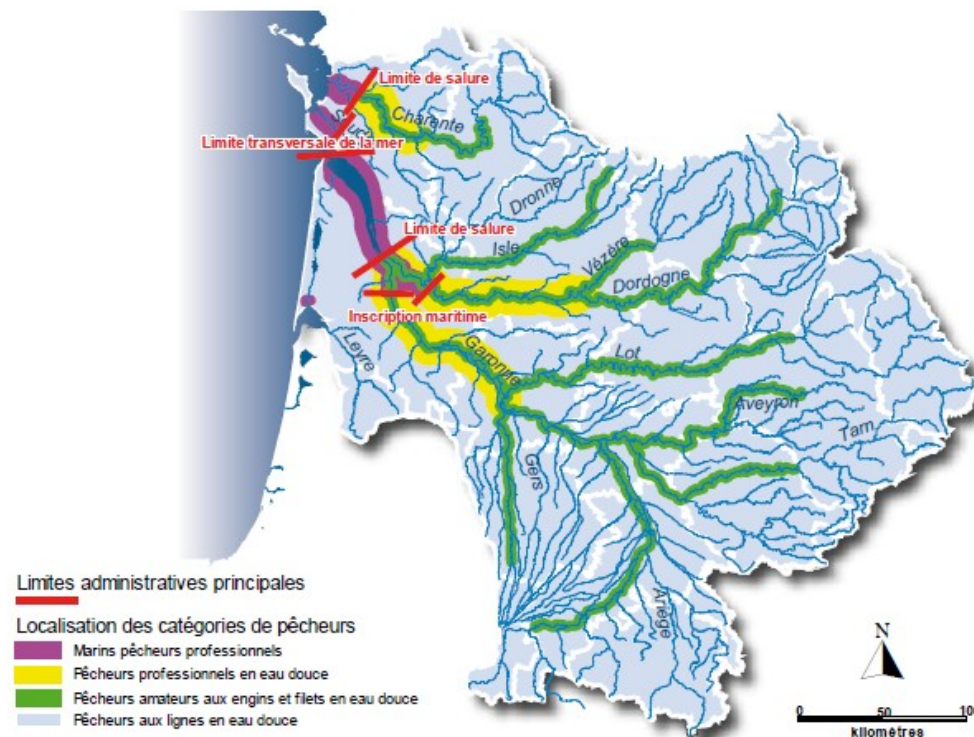 Limite de salure
Charente
Limite transversale de la mer
Dronne
Limite de salure
Isle
Vézère
Dordogne
Inscription maritime
Leyre
Garonne
Lot
Aveyron
Tarn
Gers
Ariège
Limites administratives principales
Localisation des catégories de pêcheurs
Marins pêcheurs professionnels
Pêcheurs professionnels en eau douce
Pêcheurs amateurs aux engins et filets en eau douce
Pêcheurs aux lignes en eau douce
N
0 50 100
kilomètres